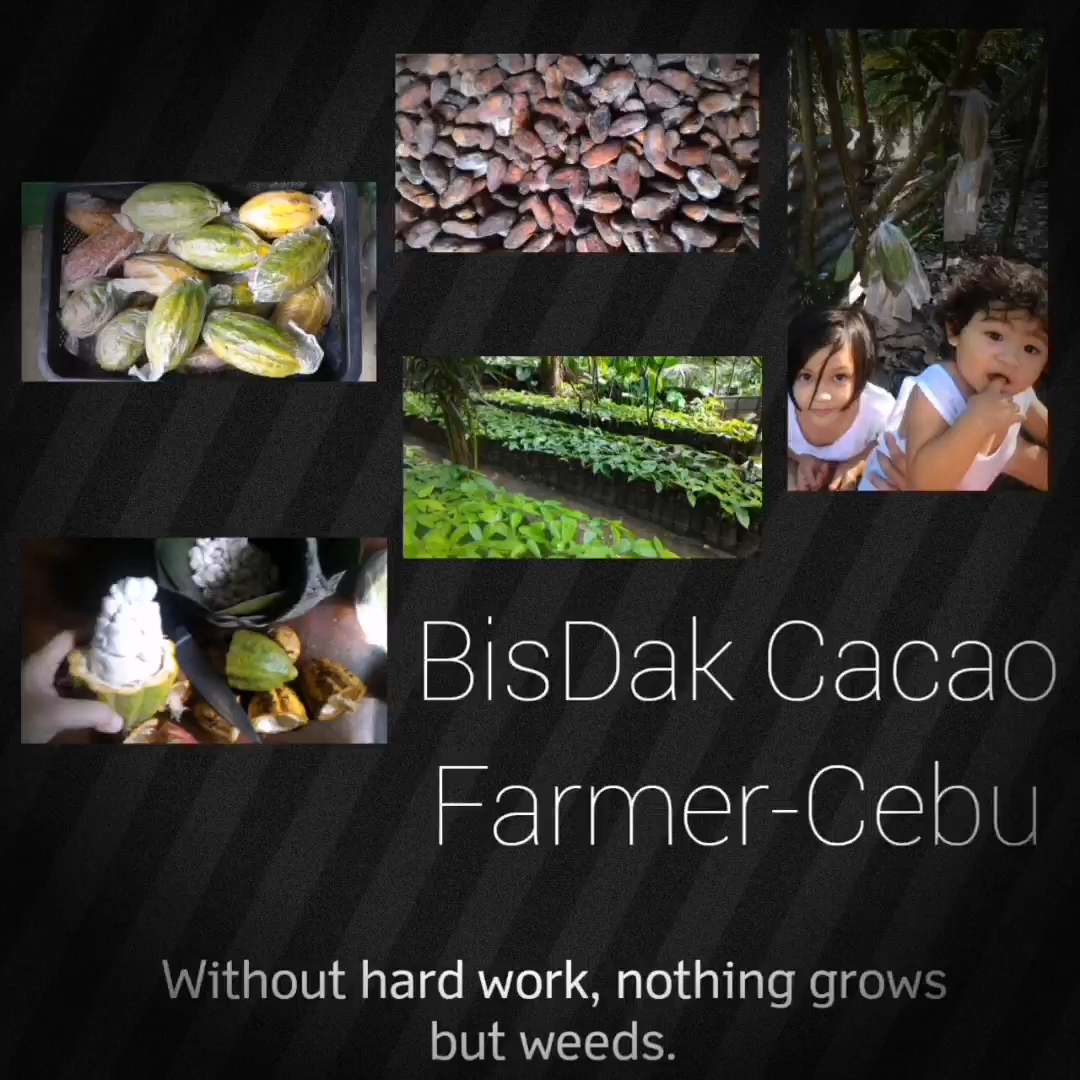 BisDak Cacao
Farmer-Cebu
Without hard work, nothing grows
but weeds.